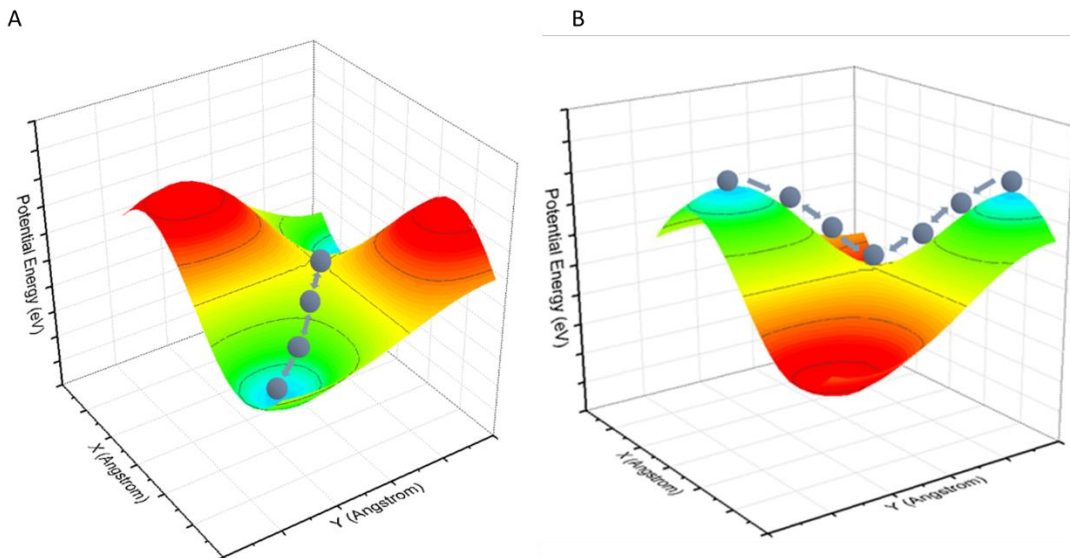 A
B
Potential Energy (eV)
X (Angstrom)
Y (Angstrom)
Potential Energy (eV)
X (Angstrom)
Y (Angstrom)